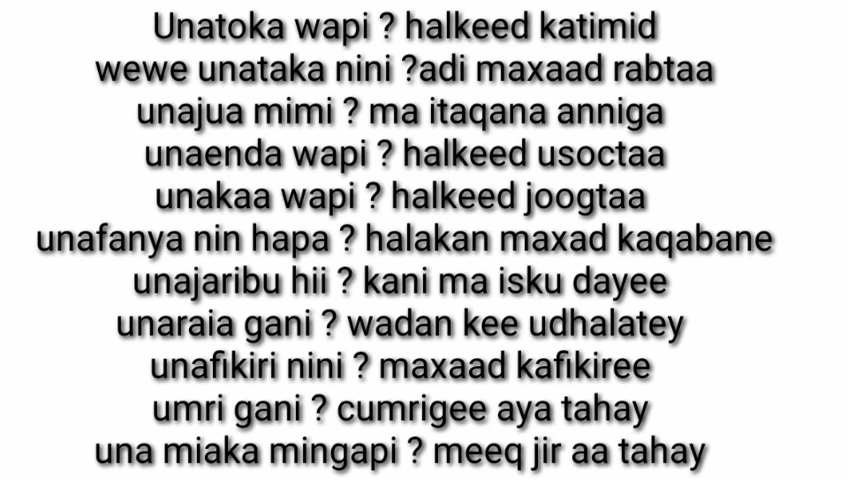 Unatoka wapi ? halkeed katimid
wewe unataka nini ?adi maxaad rabtaa
unajua mimi ? ma itaqana anniga
unaenda wapi ? halkeed usoctaa
unakaa wapi ? halkeed joogtaa
unafanya nin hapa ? halakan maxad kaqabane
unajaribu hii ? kani ma isku dayee
unaraia gani ? wadan kee udhalatey
unafikiri nini ? maxaad kafikiree
umri gani ? cumrigee aya tahay
una miaka mingapi ? meeq jir aa tahay